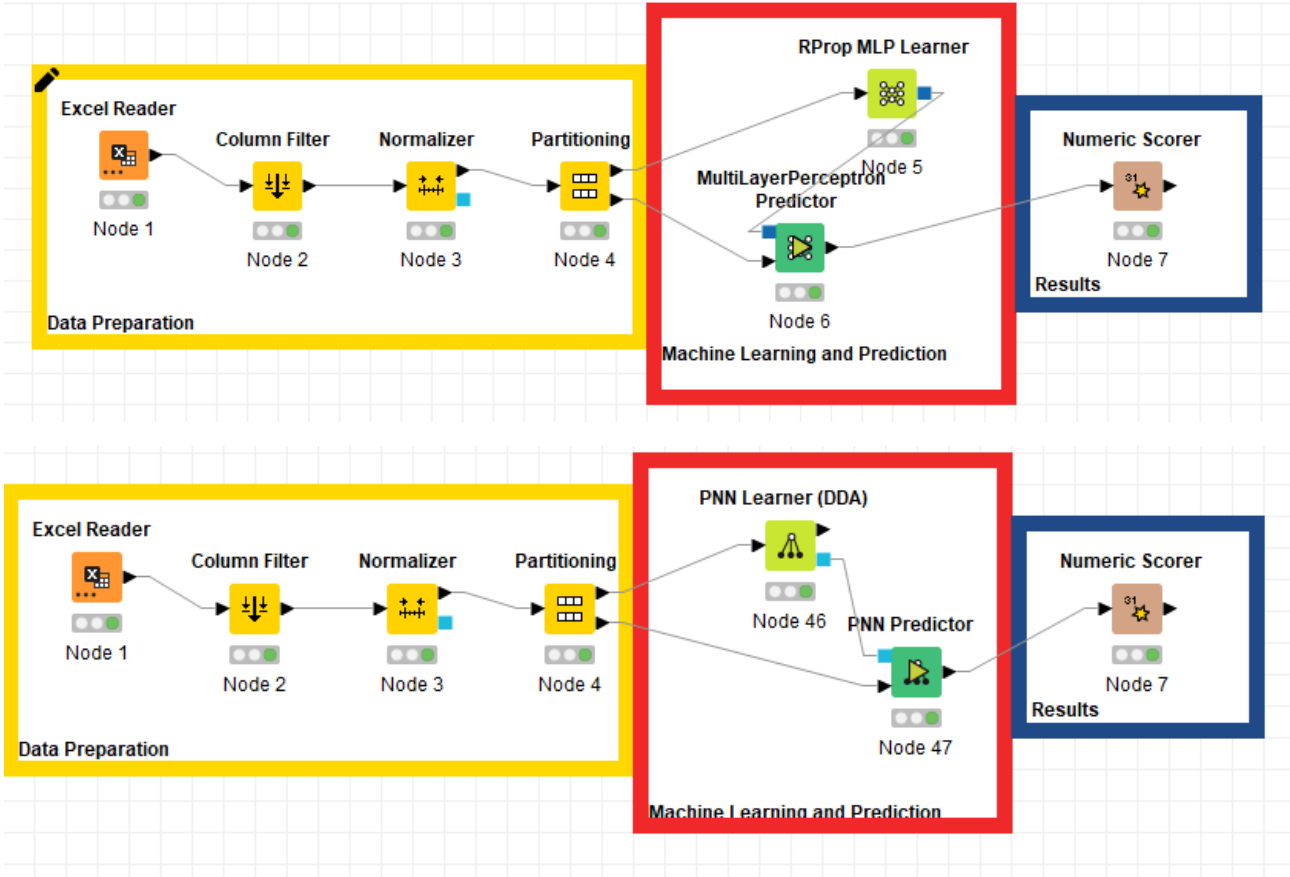 RProp MLP Learner
Excel Reader
Column Filter
Normalizer
Partitioning
Numeric Scorer
Node 5
MultiLayerPerceptron
Predictor
Node 1
Node 2
Node 3
Node 4
31
Node 7
Results
Data Preparation
Node 6
Machine Learning and Prediction
PNN Learner (DDA)
Excel Reader
Column Filter
Normalizer
Partitioning
Numeric Scorer
Node 46
PNN Predictor
Node 1
Node 2
Node 3
Node 4
31
Node 7
Results
Node 47
Data Preparation
Machine Learning and Prediction